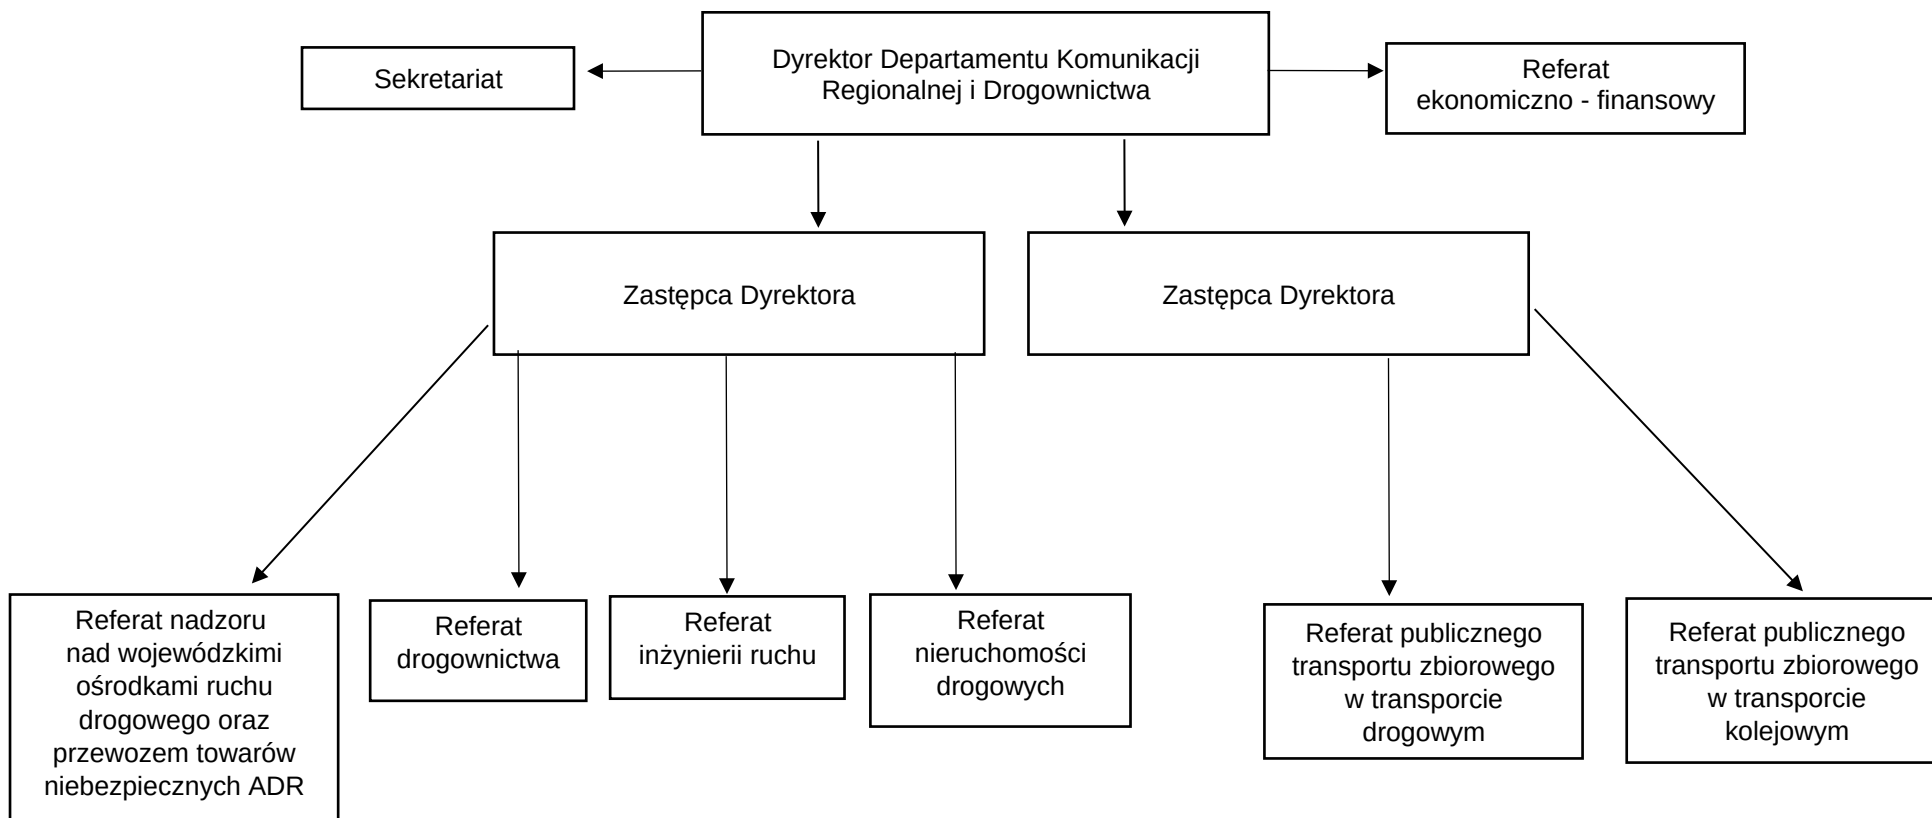 Sekretariat
Dyrektor Departamentu Komunikacji
Regionalnej i Drogownictwa
Referat
ekonomiczno - finansowy
Zastępca Dyrektora
Zastępca Dyrektora
Referat nadzoru
nad wojewódzkimi
ośrodkami ruchu
drogowego oraz
przewozem towarów
niebezpiecznych ADR
Referat
drogownictwa
Referat
inżynierii ruchu
Referat
nieruchomości
drogowych
Referat publicznego
transportu zbiorowego
w transporcie
drogowym
Referat publicznego
transportu zbiorowego
w transporcie
kolejowym